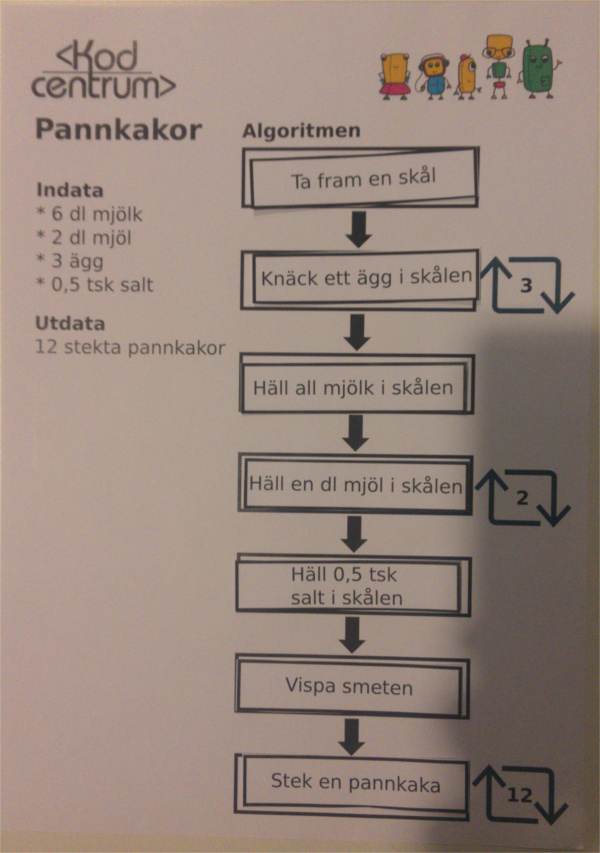 <Kod
centrum>
Pannkakor
Indata
* 6 dl mjölk
* 2 dl mjöl
* 3 ägg
* 0,5 tsk salt
Utdata
12 stekta pannkakor
Algoritmen
Ta fram en skål
Knäck ett ägg i skålen
3
Häll all mjölk i skålen
Häll en dl mjöl i skålen
2
Häll 0,5 tsk
salt i skålen
Vispa smeten
Stek en pannkaka
12